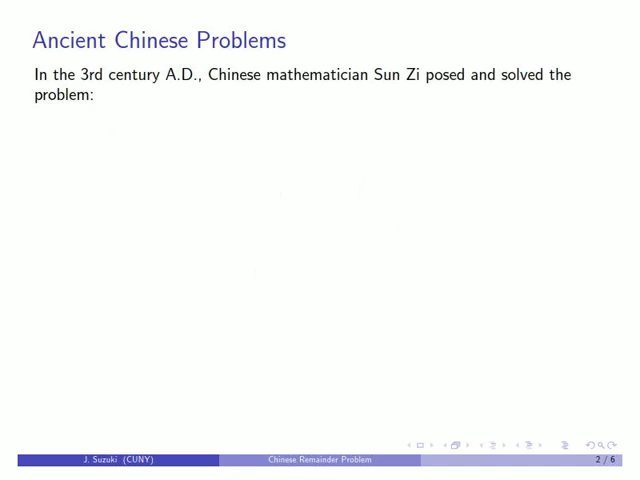 Ancient Chinese Problems
In the 3rd century A.D., Chinese mathematician Sun Zi posed and solved the
problem:
J. Suzuki (CUNY)
Chinese Remainder Problem
2 / 6